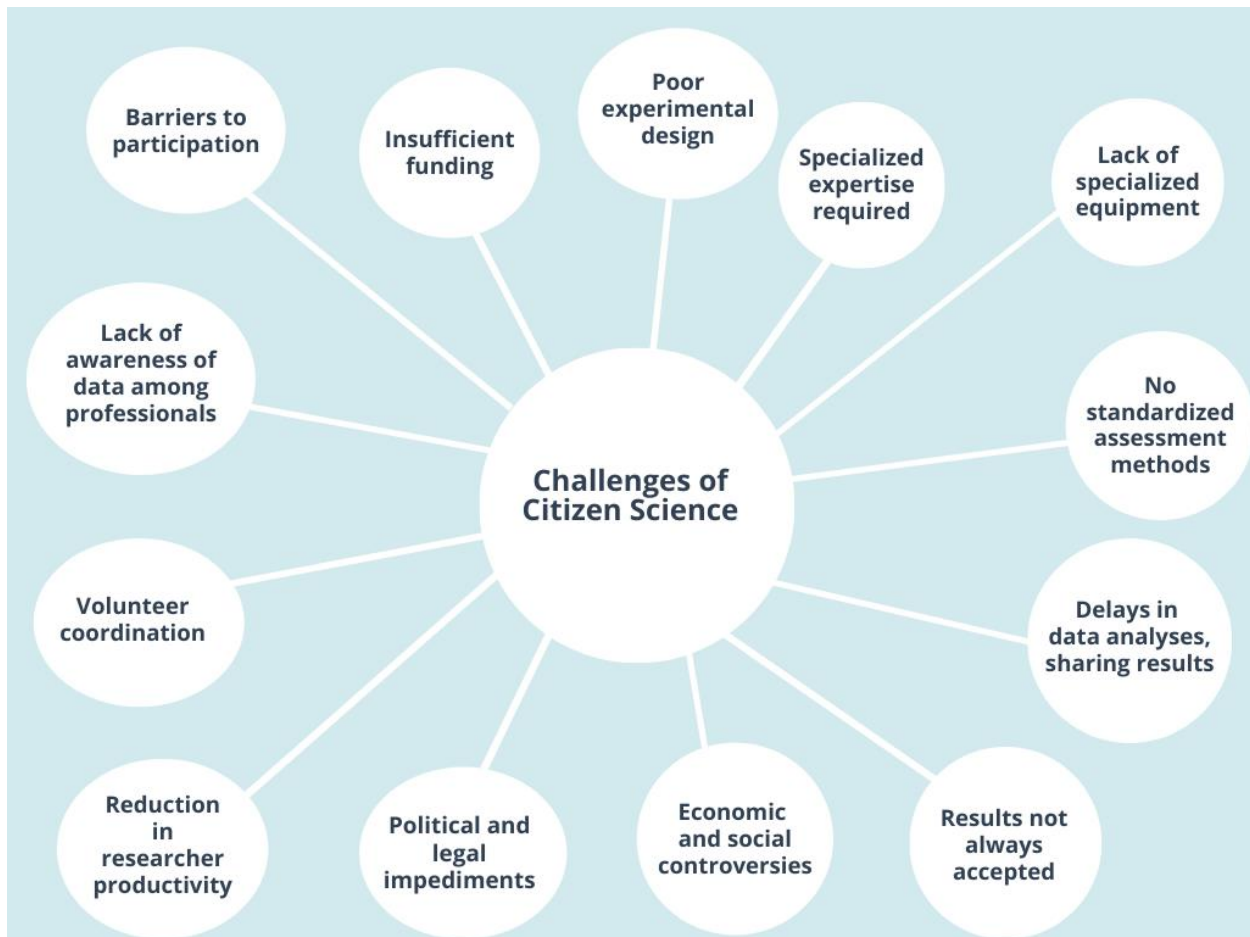 Barriers to
participation
Insufficient
funding
Poor
experimental
design
Specialized
expertise
required
Lack of
specialized
equipment
Lack of
awareness of
data among
professionals
No
standardized
assessment
methods
Challenges of
Citizen Science
Volunteer
coordination
Delays in
data analyses,
sharing results
Reduction
in
researcher
productivity
Political and
legal
impediments
Economic
and social
controversies
Results not
always
accepted